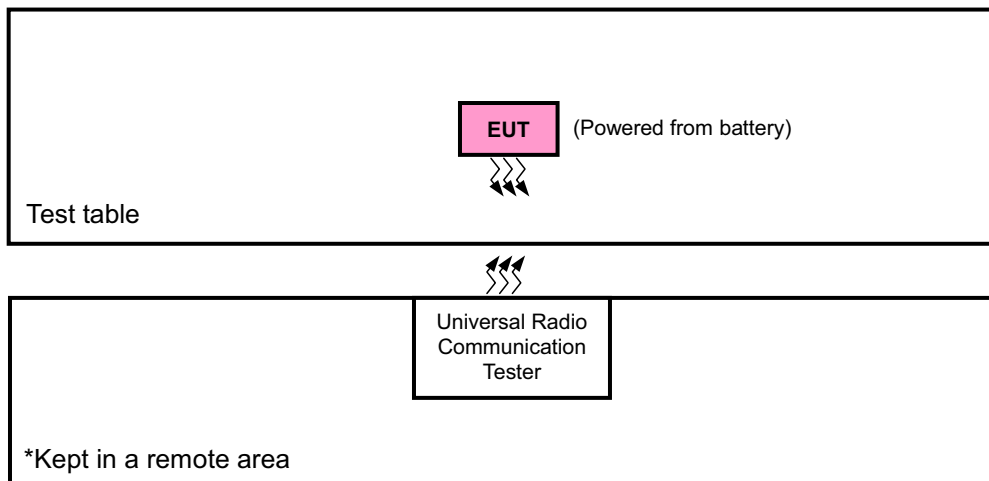 EUT
(Powered from battery)
Test table
Universal Radio
Communication
Tester
*Kept in a remote area